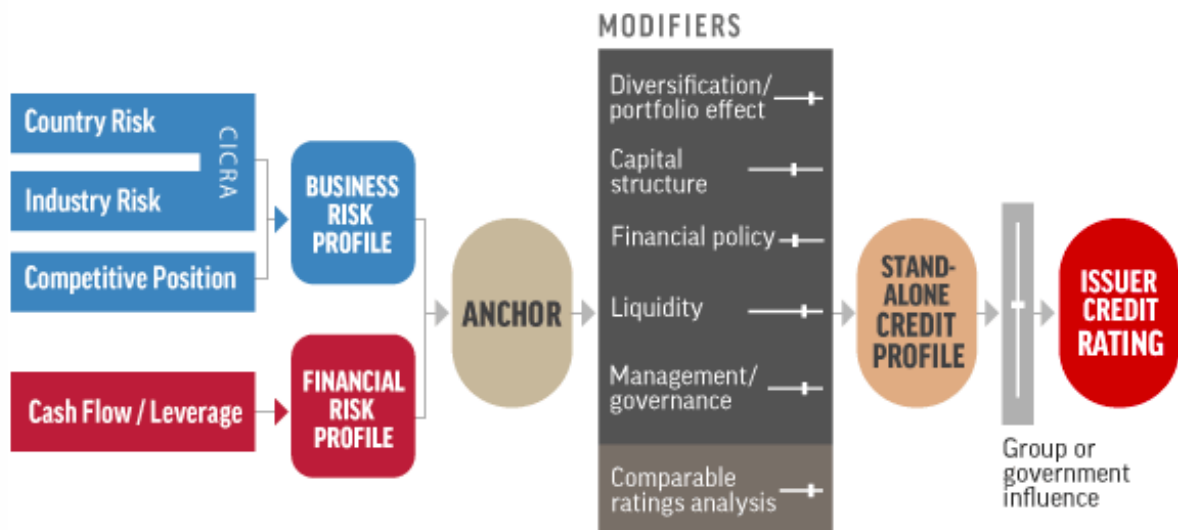 MODIFIERS
Country Risk
CICRA
Industry Risk
Competitive Position
BUSINESS
RISK
PROFILE
Cash Flow / Leverage
FINANCIAL
RISK
PROFILE
ANCHOR
Diversification/
portfolio effect
Capital
structure
Financial policy
Liquidity
Management/
governance
Comparable
ratings analysis
STAND-
ALONE
CREDIT
PROFILE
Group or
government
influence
ISSUER
CREDIT
RATING